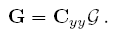 𝐆 = 𝐂_{yy} 𝒢 .